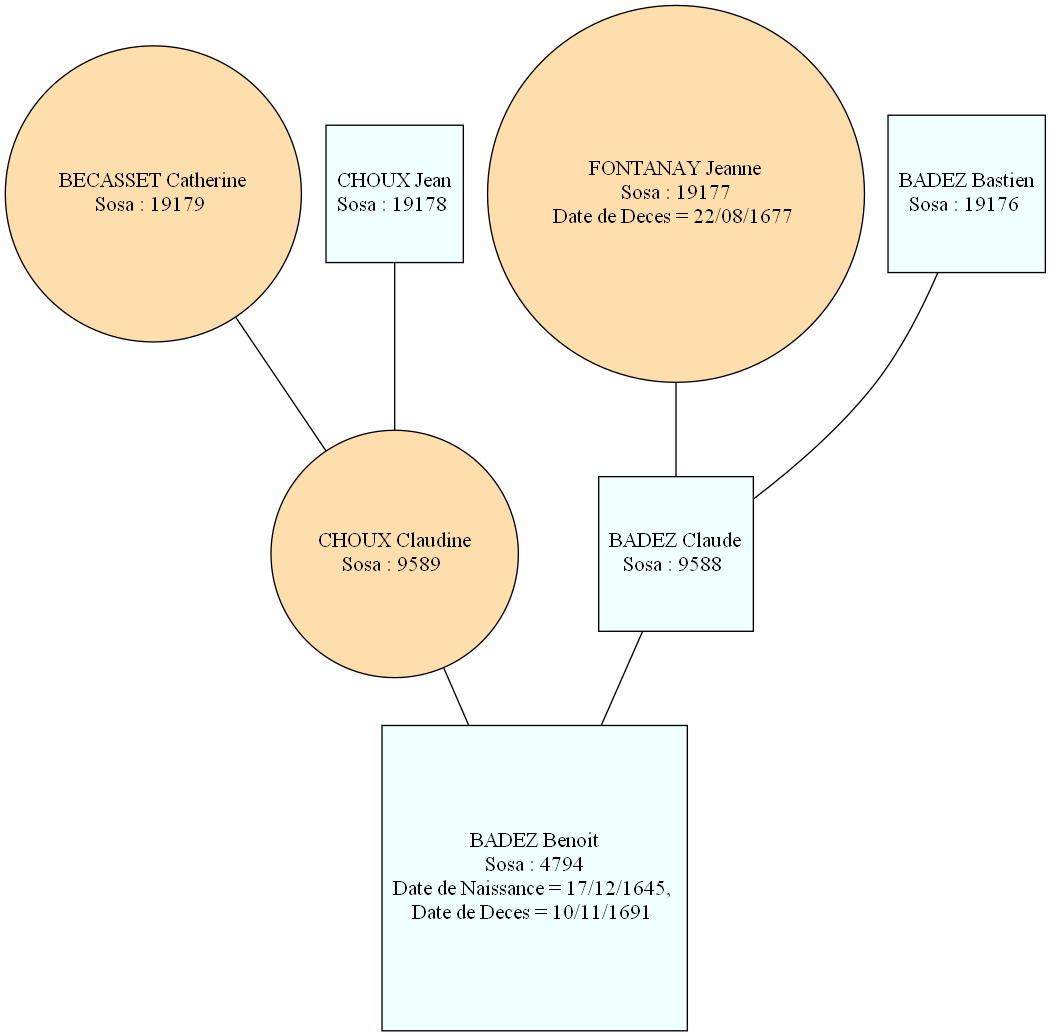 BECASSET Catherine
Sosa : 19179
CHOUX Jean
Sosa : 19178
FONTANAY Jeanne
Sosa : 19177
Date de Deces = 22/08/1677
BADEZ Bastien
Sosa : 19176
CHOUX Claudine
Sosa : 9589
BADEZ Claude
Sosa : 9588
BADEZ Benoit
Sosa : 4794
Date de Naissance = 17/12/1645,
Date de Deces = 10/11/1691